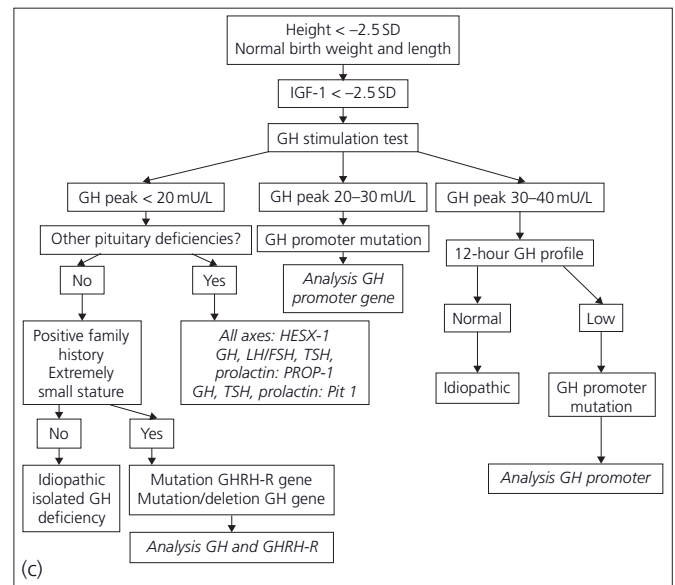 Height < –2.5 SD
Normal birth weight and length
IGF-1 < –2.5 SD
GH stimulation test
GH peak < 20 mU/L
GH peak 20–30 mU/L
GH peak 30–40 mU/L
Other pituitary deficiencies?
GH promoter mutation
12-hour GH profile
No
Yes
Analysis GH
promoter gene
Normal
Low
Positive family
history
Extremely
small stature
All axes: HESX-1
GH, LH/FSH, TSH,
prolactin: PROP-1
GH, TSH, prolactin: Pit 1
Idiopathic
GH promoter
mutation
No
Yes
Idiopathic
isolated GH
deficiency
Mutation GHRH-R gene
Mutation/deletion GH gene
Analysis GH promoter
Analysis GH and GHRH-R
(c)